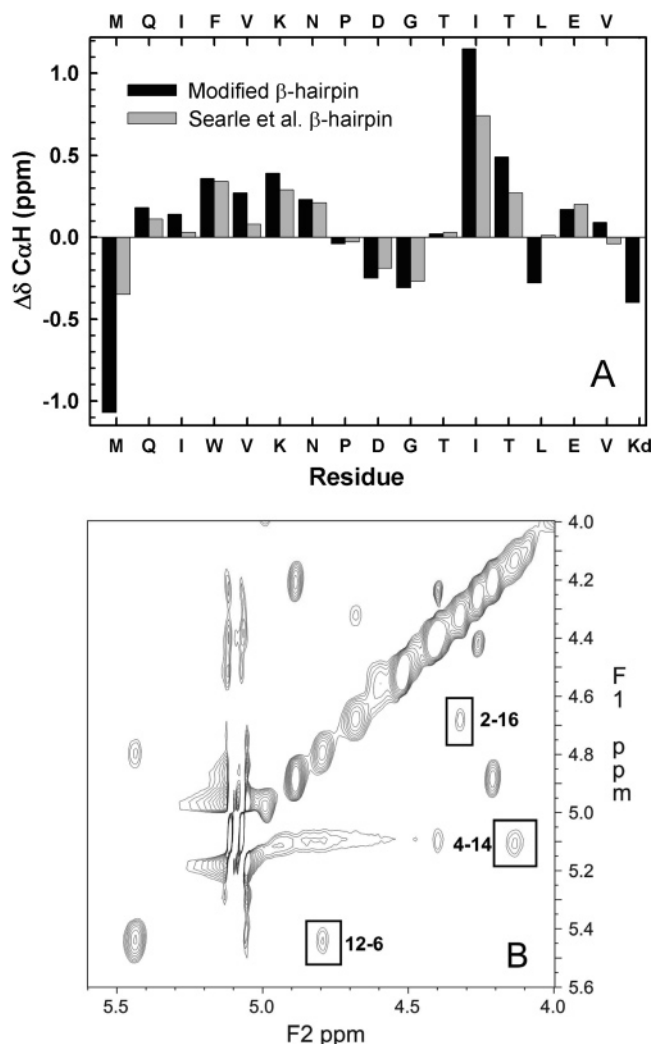 M Q I F V K N P D G T I T L E V
1.0
0.5
0.0
-0.5
-1.0
Δδ CαH (ppm)
Modified β-hairpin
Searle et al. β-hairpin
A
M Q I W V K N P D G T I T L E V Kd
Residue
4.0
4.2
4.4
4.6
4.8
5.0
5.2
5.4
5.6
F1 ppm
2-16
4-14
12-6
B
5.5 5.0 4.5 4.0
F2 ppm